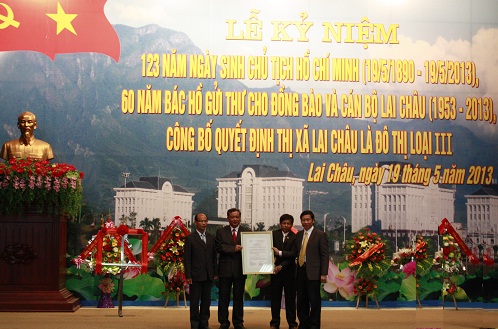 LỄ KỶ NIỆM
123 NĂM NGÀY SINH CHỦ TỊCH HỒ CHÍ MINH (19/5/1890 - 19/5/2013),
60 NĂM BÁC HỒ GỬI THƯ CHO ĐỒNG BÀO VÀ CÁN BỘ LAI CHÂU (1953 - 2013),
CÔNG BỐ QUYẾT ĐỊNH THỊ XÃ LAI CHÂU LÀ ĐÔ THỊ LOẠI III
Lai Châu, ngày 19 tháng 5 năm 2013